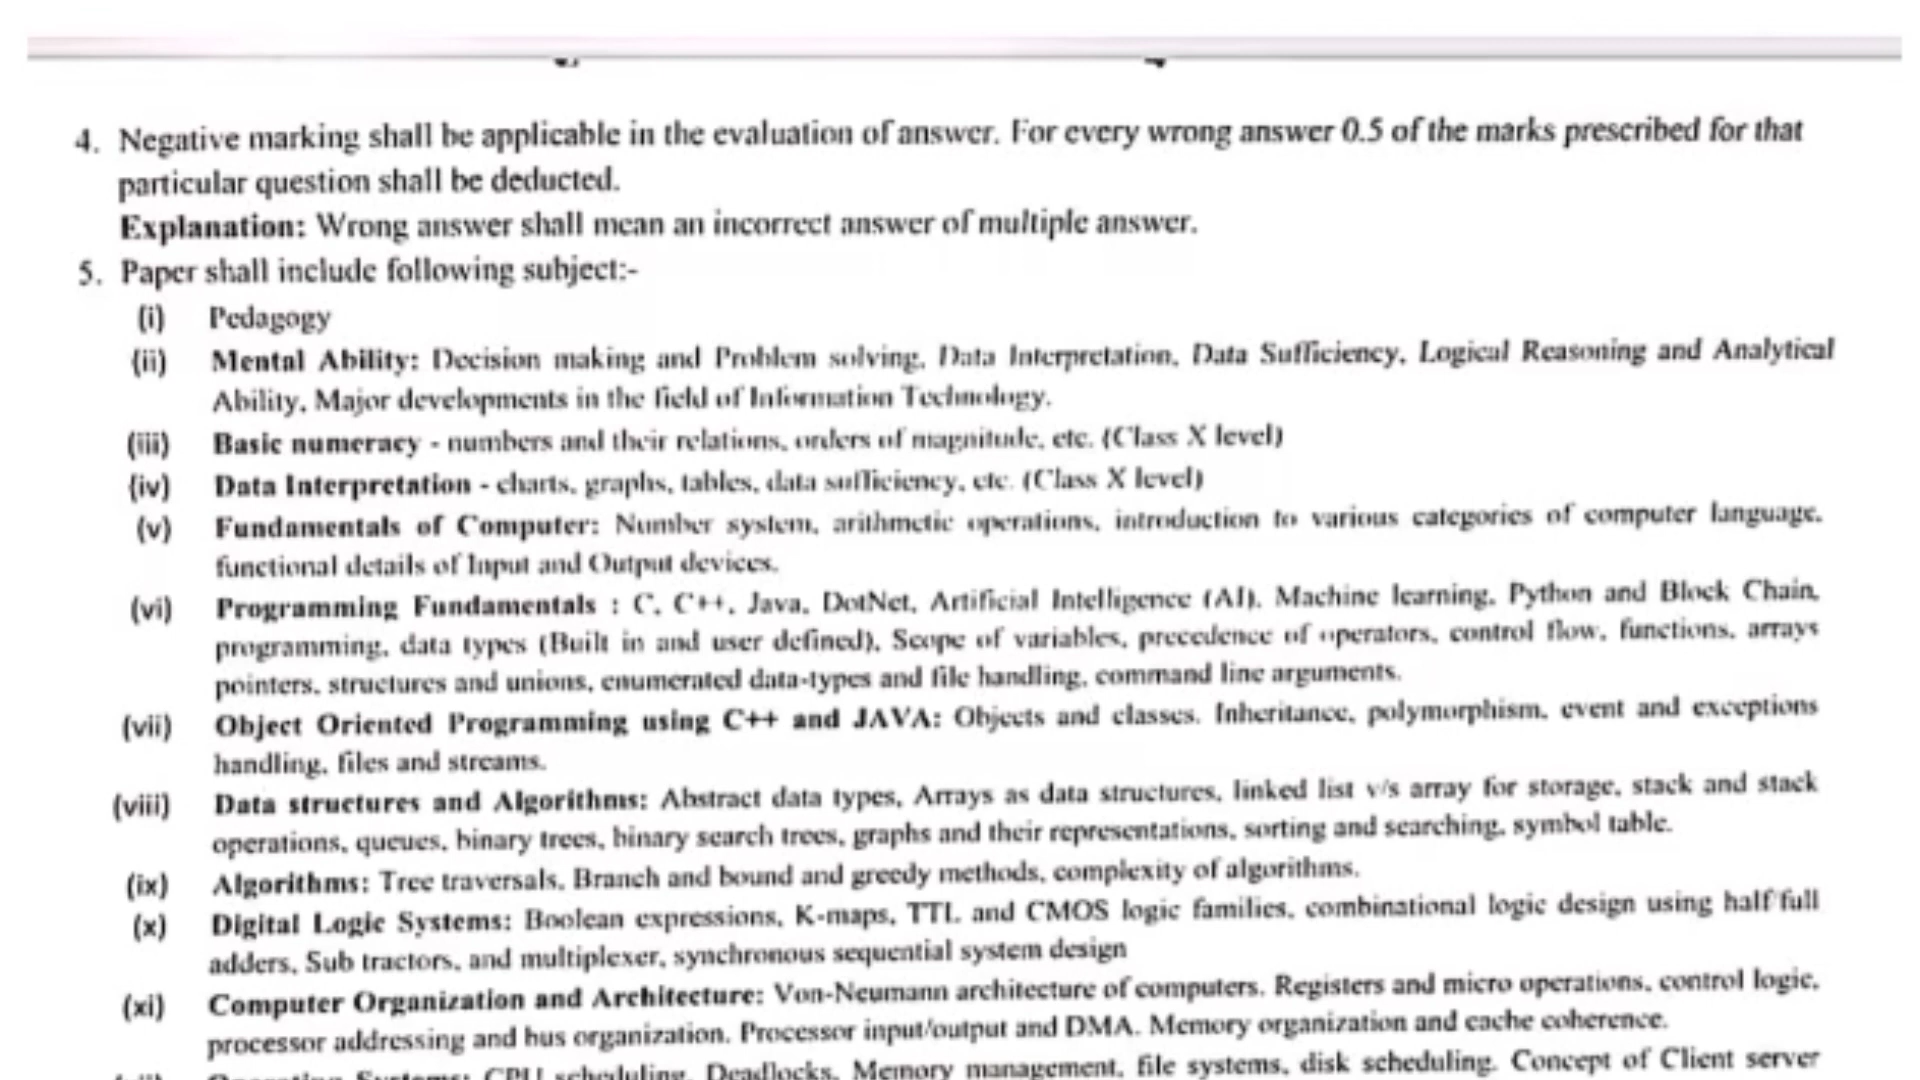 4. Negative marking shall be applicable in the evaluation of answer. For every wrong answer 0.5 of the marks prescribed for that
particular question shall be deducted.
Explanation: Wrong answer shall mean an incorrect answer of multiple answer.
5. Paper shall include following subject:-
(i) Pedagogy
(ii) Mental Ability: Decision making and Problem solving, Data Interpretation, Data Sufficiency, Logical Reasoning and Analytical
Ability, Major developments in the field of Information Technology.
(iii) Basic numeracy - numbers and their relations, orders of magnitude, etc. (Class X level)
(iv) Data Interpretation - charts, graphs, tables, data sufficiency, etc. (Class X level)
(v) Fundamentals of Computer: Number system, arithmetic operations, introduction to various categories of computer language,
functional details of Input and Output devices.
(vi) Programming Fundamentals : C, C++, Java, DotNet, Artificial Intelligence (AI), Machine learning, Python and Block Chain,
programming, data types (Built in and user defined), Scope of variables, precedence of operators, control flow, functions, arrays
pointers, structures and unions, enumerated data-types and file handling, command line arguments.
(vii) Object Oriented Programming using C++ and JAVA: Objects and classes. Inheritance, polymorphism, event and exceptions
handling, files and streams.
(viii) Data structures and Algorithms: Abstract data types, Arrays as data structures, linked list v/s array for storage, stack and stack
operations, queues, binary trees, binary search trees, graphs and their representations, sorting and searching, symbol table.
(ix) Algorithms: Tree traversals, Branch and bound and greedy methods, complexity of algorithms.
(x) Digital Logic Systems: Boolean expressions, K-maps, TTL and CMOS logic families, combinational logic design using half/full
adders, Sub tractors, and multiplexer, synchronous sequential system design
(xi) Computer Organization and Architecture: Von-Neumann architecture of computers. Registers and micro operations, control logic,
processor addressing and bus organization. Processor input/output and DMA. Memory organization and cache coherence.
Operating Systems: CPU scheduling, Deadlocks, Memory management, file systems, disk scheduling. Concept of Client server